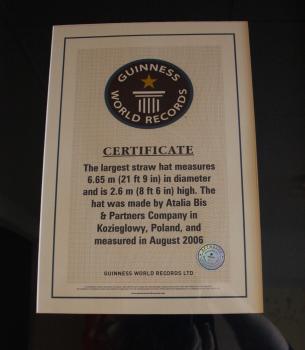 GUINNESS
WORLD RECORDS
CERTIFICATE
The largest straw hat measures
6.65 m (21 ft 9 in) in diameter
and is 2.6 m (8 ft 6 in) high. The
hat was made by Atalia Bis
& Partners Company in
Kozieglowy, Poland, and
measured in August 2006
GUINNESS WORLD RECORDS LTD